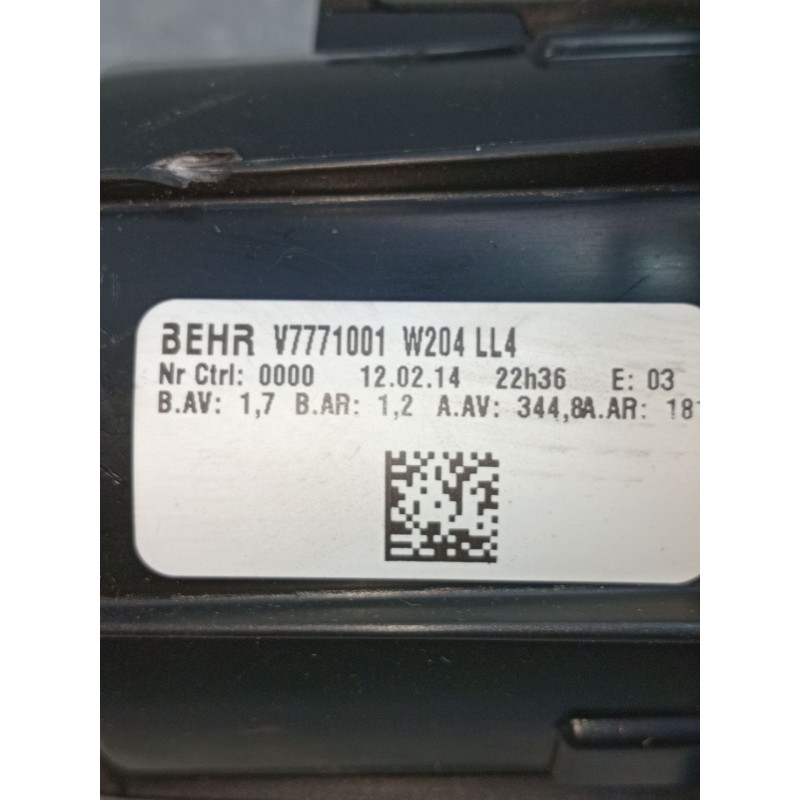 BEHR V7771001 W204 LL4
Nr Ctrl: 0000 12.02.14 22h36 E: 03
B.AV: 1,7 B.AR: 1,2 A.AV: 344,8A.AR: